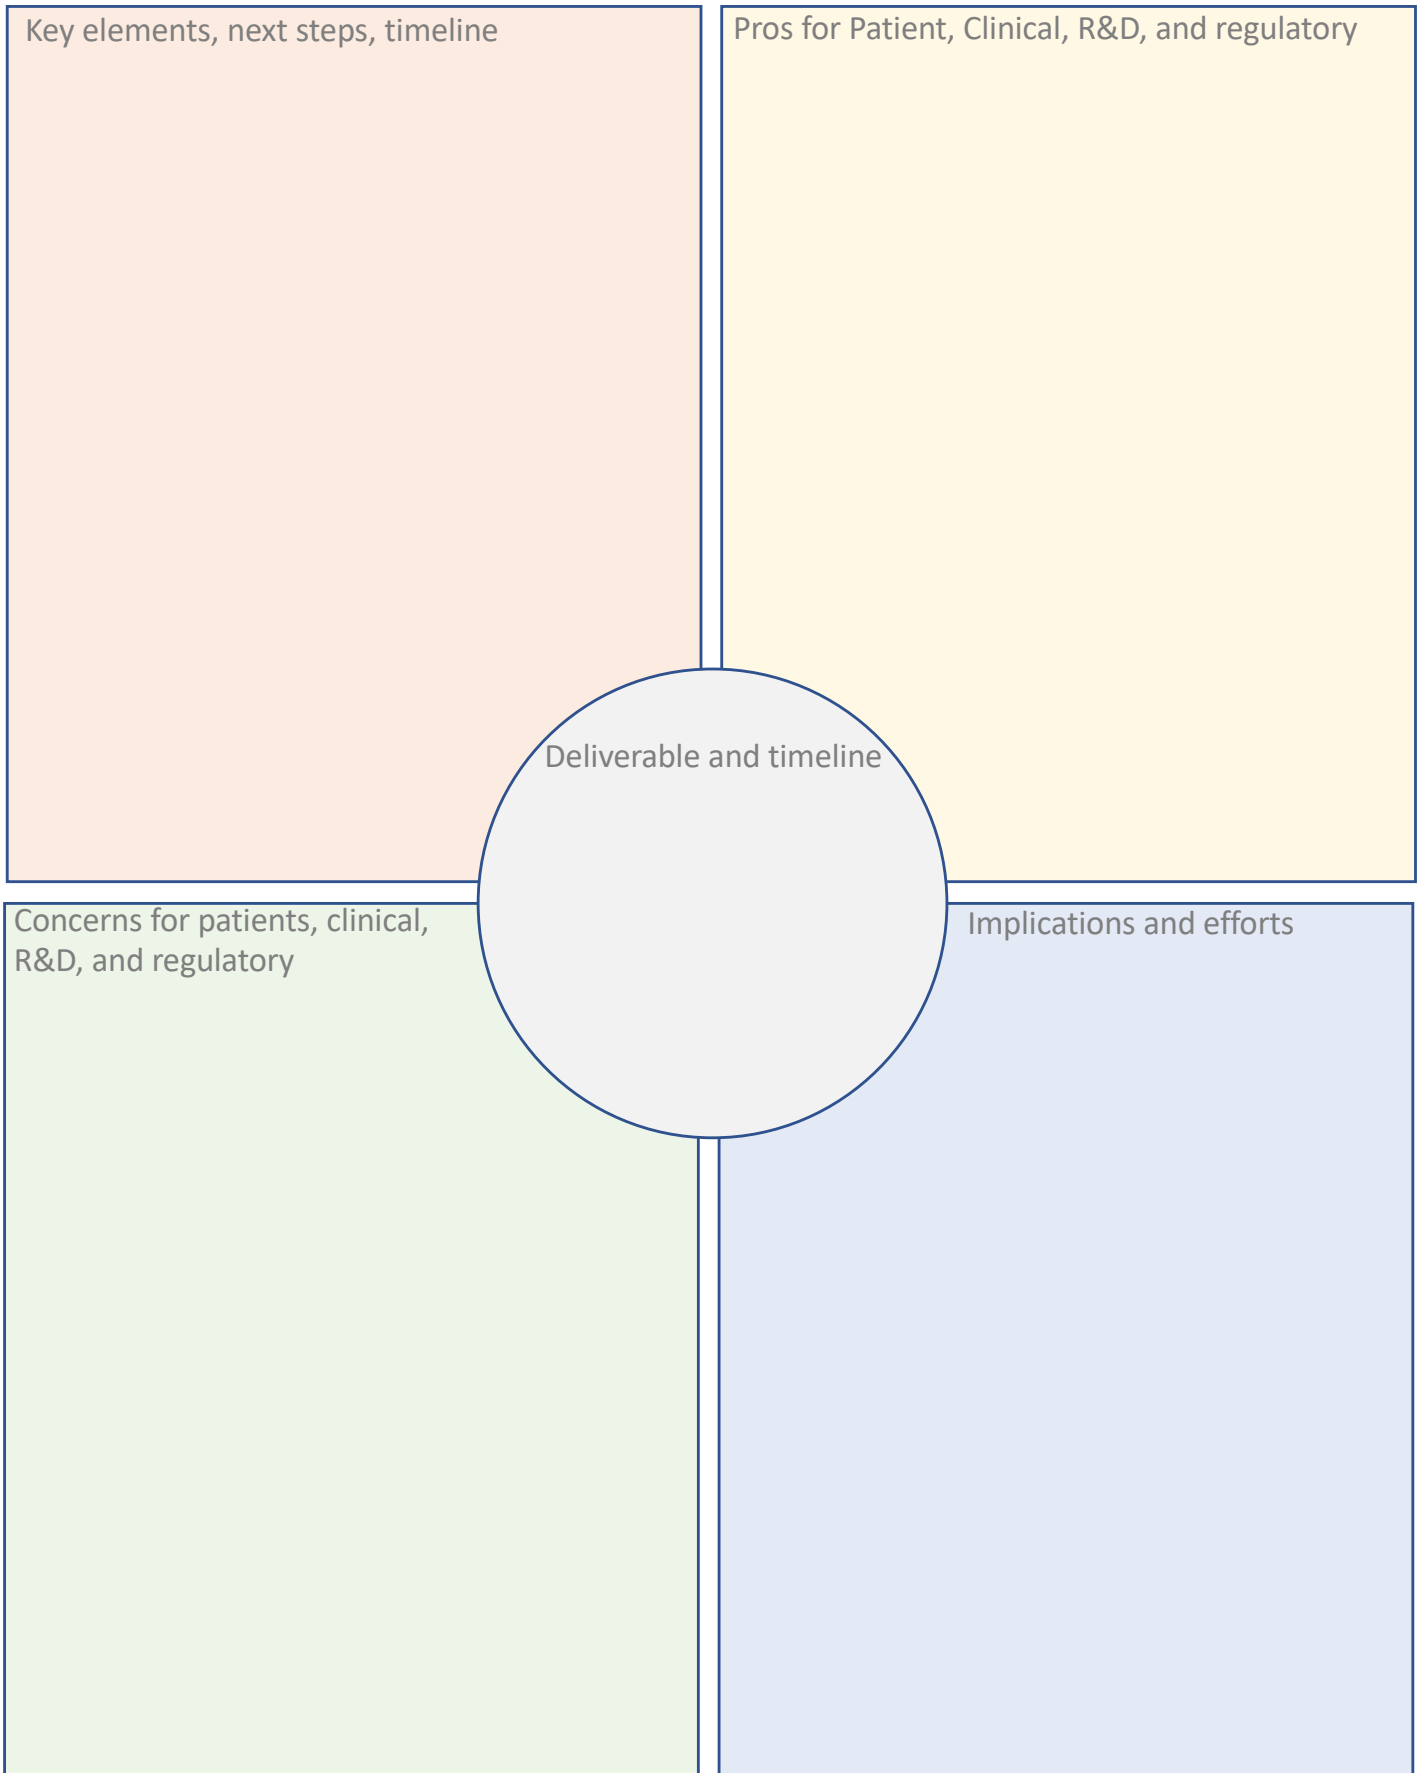 Key elements, next steps, timeline
Pros for Patient, Clinical, R&D, and regulatory
Deliverable and timeline
Concerns for patients, clinical,
R&D, and regulatory
Implications and efforts